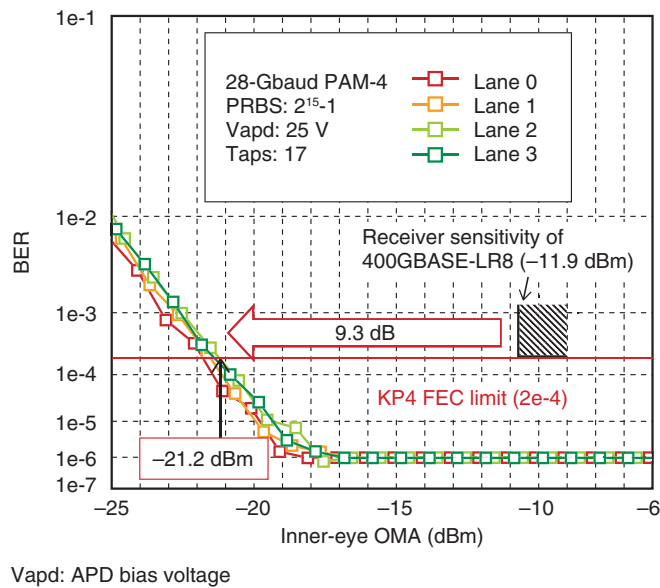 1e-1
28-Gbaud PAM-4
PRBS: 2¹⁵-1
Vapd: 25 V
Taps: 17
Lane 0
Lane 1
Lane 2
Lane 3
1e-2
BER
Receiver sensitivity of
400GBASE-LR8 (−11.9 dBm)
1e-3
9.3 dB
1e-4
KP4 FEC limit (2e-4)
1e-5
−21.2 dBm
1e-6
1e-7
−25 −20 −15 −10 −6
Inner-eye OMA (dBm)
Vapd: APD bias voltage